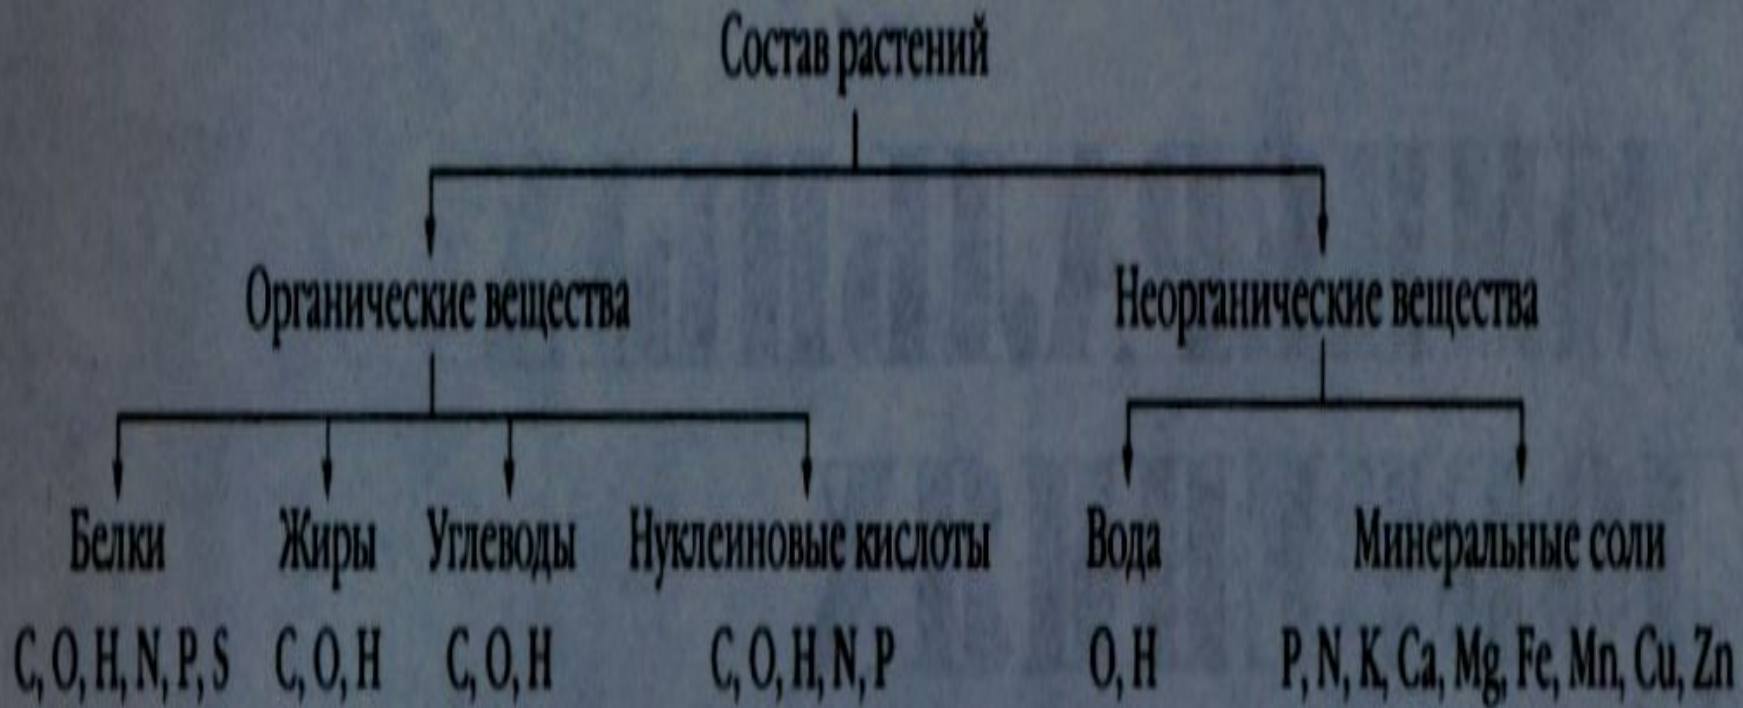 Состав растений
Органические вещества Неорганические вещества
Белки Жиры Углеводы Нуклеиновые кислоты Вода Минеральные соли
C, O, H, N, P, S C, O, H C, O, H C, O, H, N, P O, H P, N, K, Ca, Mg, Fe, Mn, Cu, Zn